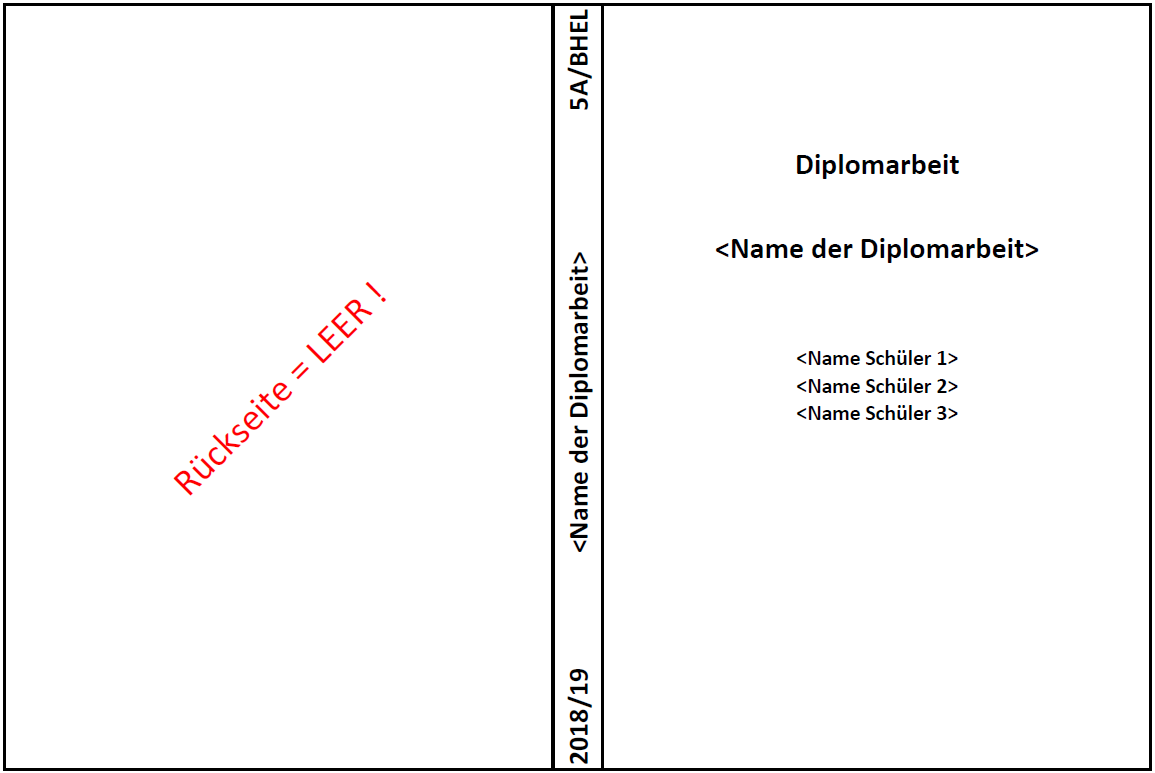 Rückseite = LEER !
2018/19
<Name der Diplomarbeit>
5A/BHEL
Diplomarbeit
<Name der Diplomarbeit>
<Name Schüler 1>
<Name Schüler 2>
<Name Schüler 3>